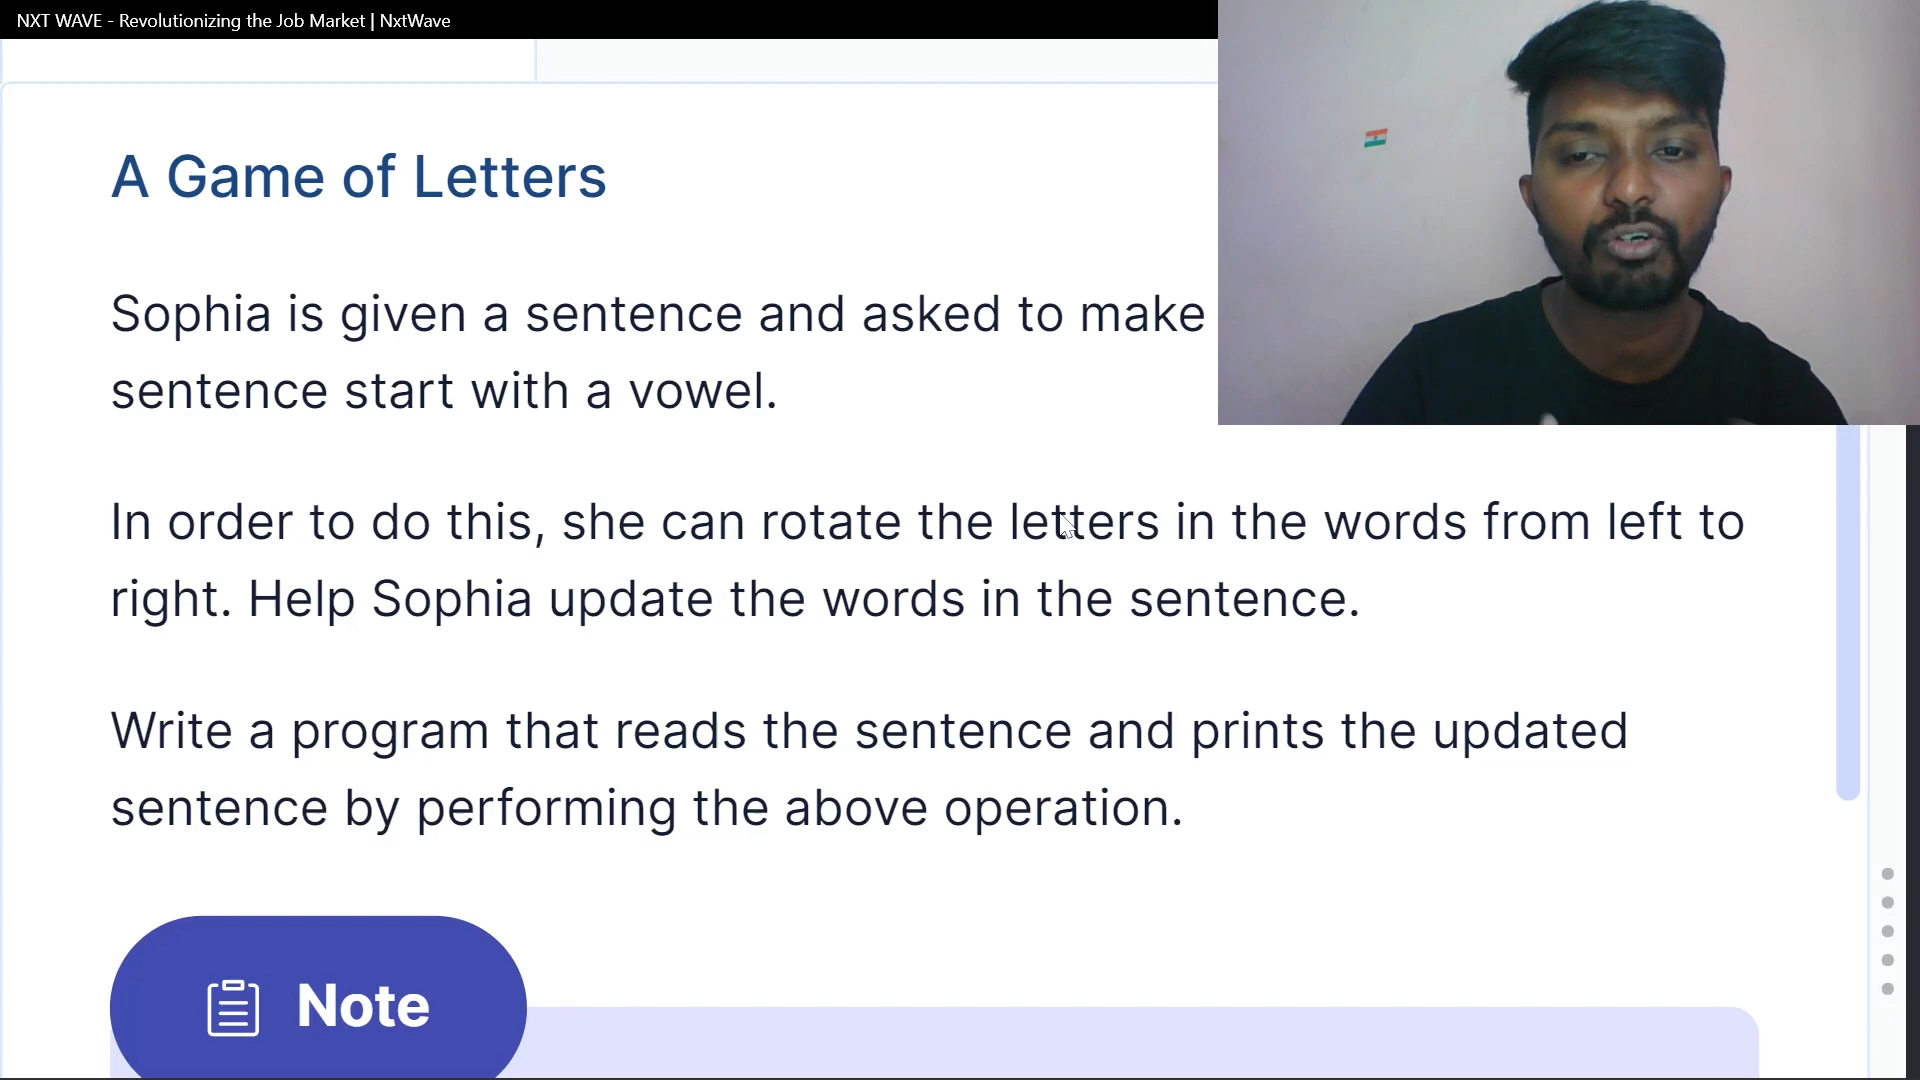 NXT WAVE - Revolutionizing the Job Market | NxtWave
A Game of Letters
Sophia is given a sentence and asked to make
sentence start with a vowel.
In order to do this, she can rotate the letters in the words from left to
right. Help Sophia update the words in the sentence.
Write a program that reads the sentence and prints the updated
sentence by performing the above operation.
Note